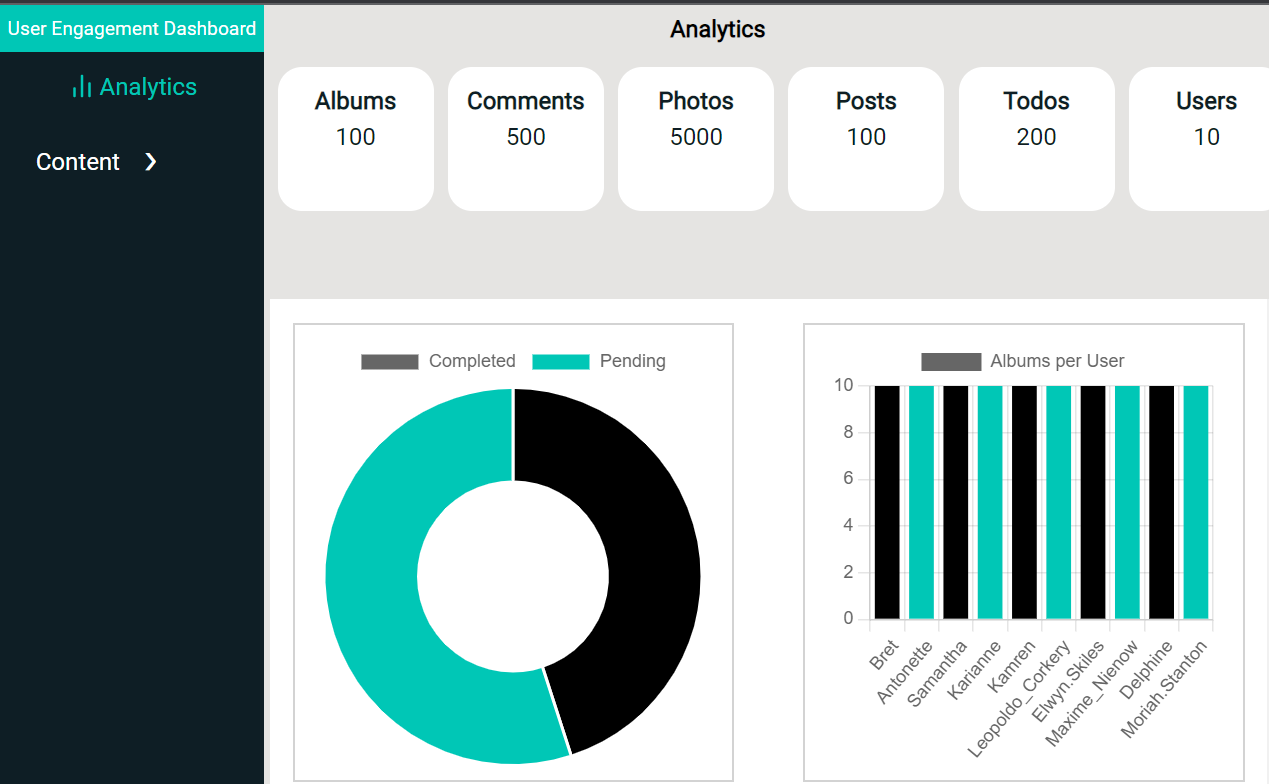 User Engagement Dashboard
Analytics
Content
Analytics
Albums
100
Comments
500
Photos
5000
Posts
100
Todos
200
Users
10
Completed Pending
Albums per User
10
8
6
4
2
0
Bret
Antonette
Samantha
Karianne
Kamren
Leopoldo_Corkery
Elwyn.Skiles
Maxime_Nienow
Delphine
Moriah.Stanton